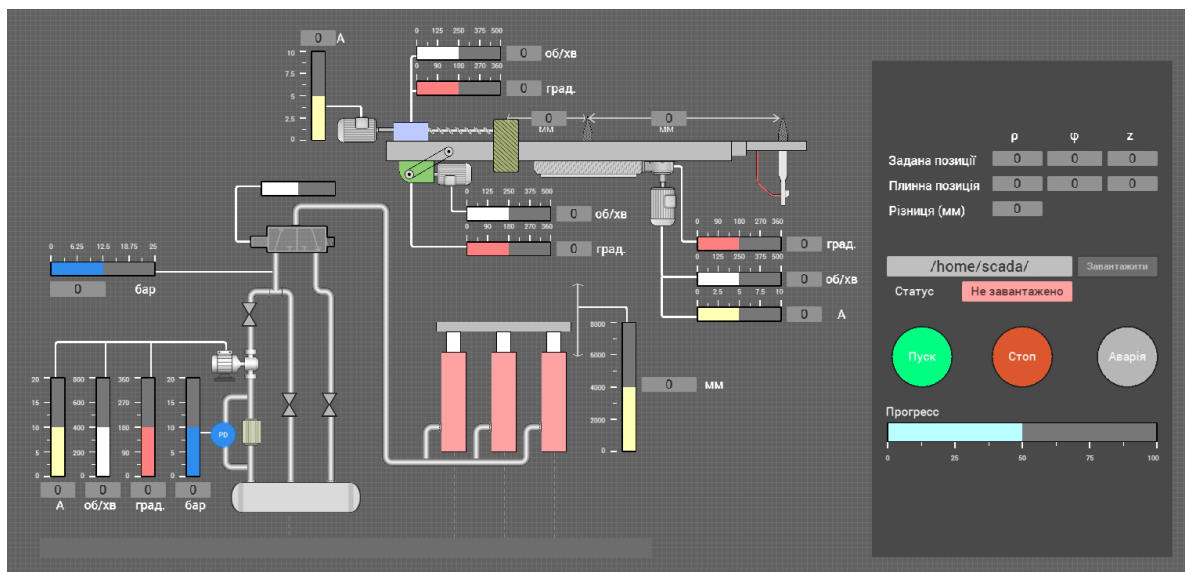 0 А
10
7.5
5
2.5
0
0 125 250 375 500
0 об/хв
0 90 180 270 360
0 град.
0 мм
0 мм
0 125 250 375 500
0 об/хв
0 90 180 270 360
0 град.
0 90 180 270 360
0 град.
0 125 250 375 500
0 об/хв
0 2.5 5 7.5 10
0 А
0 6.25 12.5 18.75 25
0 бар
8000
6000
4000
2000
0
0 мм
20
15
10
5
0
800
600
400
200
0
360
270
180
90
0
20
15
10
5
0
PD
0 0 0 0
А об/хв град. бар
ρ φ z
Задана позиції 0 0 0
Плинна позиція 0 0 0
Різниця (мм) 0
/home/scada/ Завантажити
Статус Не завантажено
Пуск Стоп Аварія
Прогресс
0 25 50 75 100